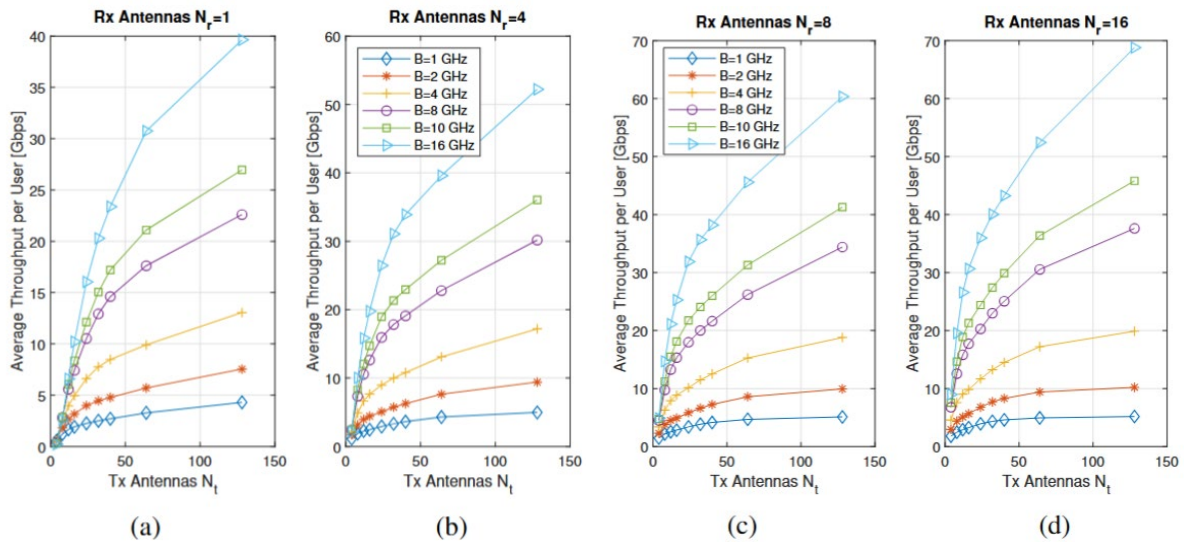 Rx Antennas N_r=1
40
35
30
25
20
15
10
5
0
0
50
100
150
Average Throughput per User [Gbps]
Tx Antennas N_t
(a)
Rx Antennas N_r=4
60
50
40
30
20
10
0
0
50
100
150
B=1 GHz
B=2 GHz
B=4 GHz
B=8 GHz
B=10 GHz
B=16 GHz
Average Throughput per User [Gbps]
Tx Antennas N_t
(b)
Rx Antennas N_r=8
70
60
50
40
30
20
10
0
0
50
100
150
B=1 GHz
B=2 GHz
B=4 GHz
B=8 GHz
B=10 GHz
B=16 GHz
Average Throughput per User [Gbps]
Tx Antennas N_t
(c)
Rx Antennas N_r=16
70
60
50
40
30
20
10
0
0
50
100
150
Average Throughput per User [Gbps]
Tx Antennas N_t
(d)